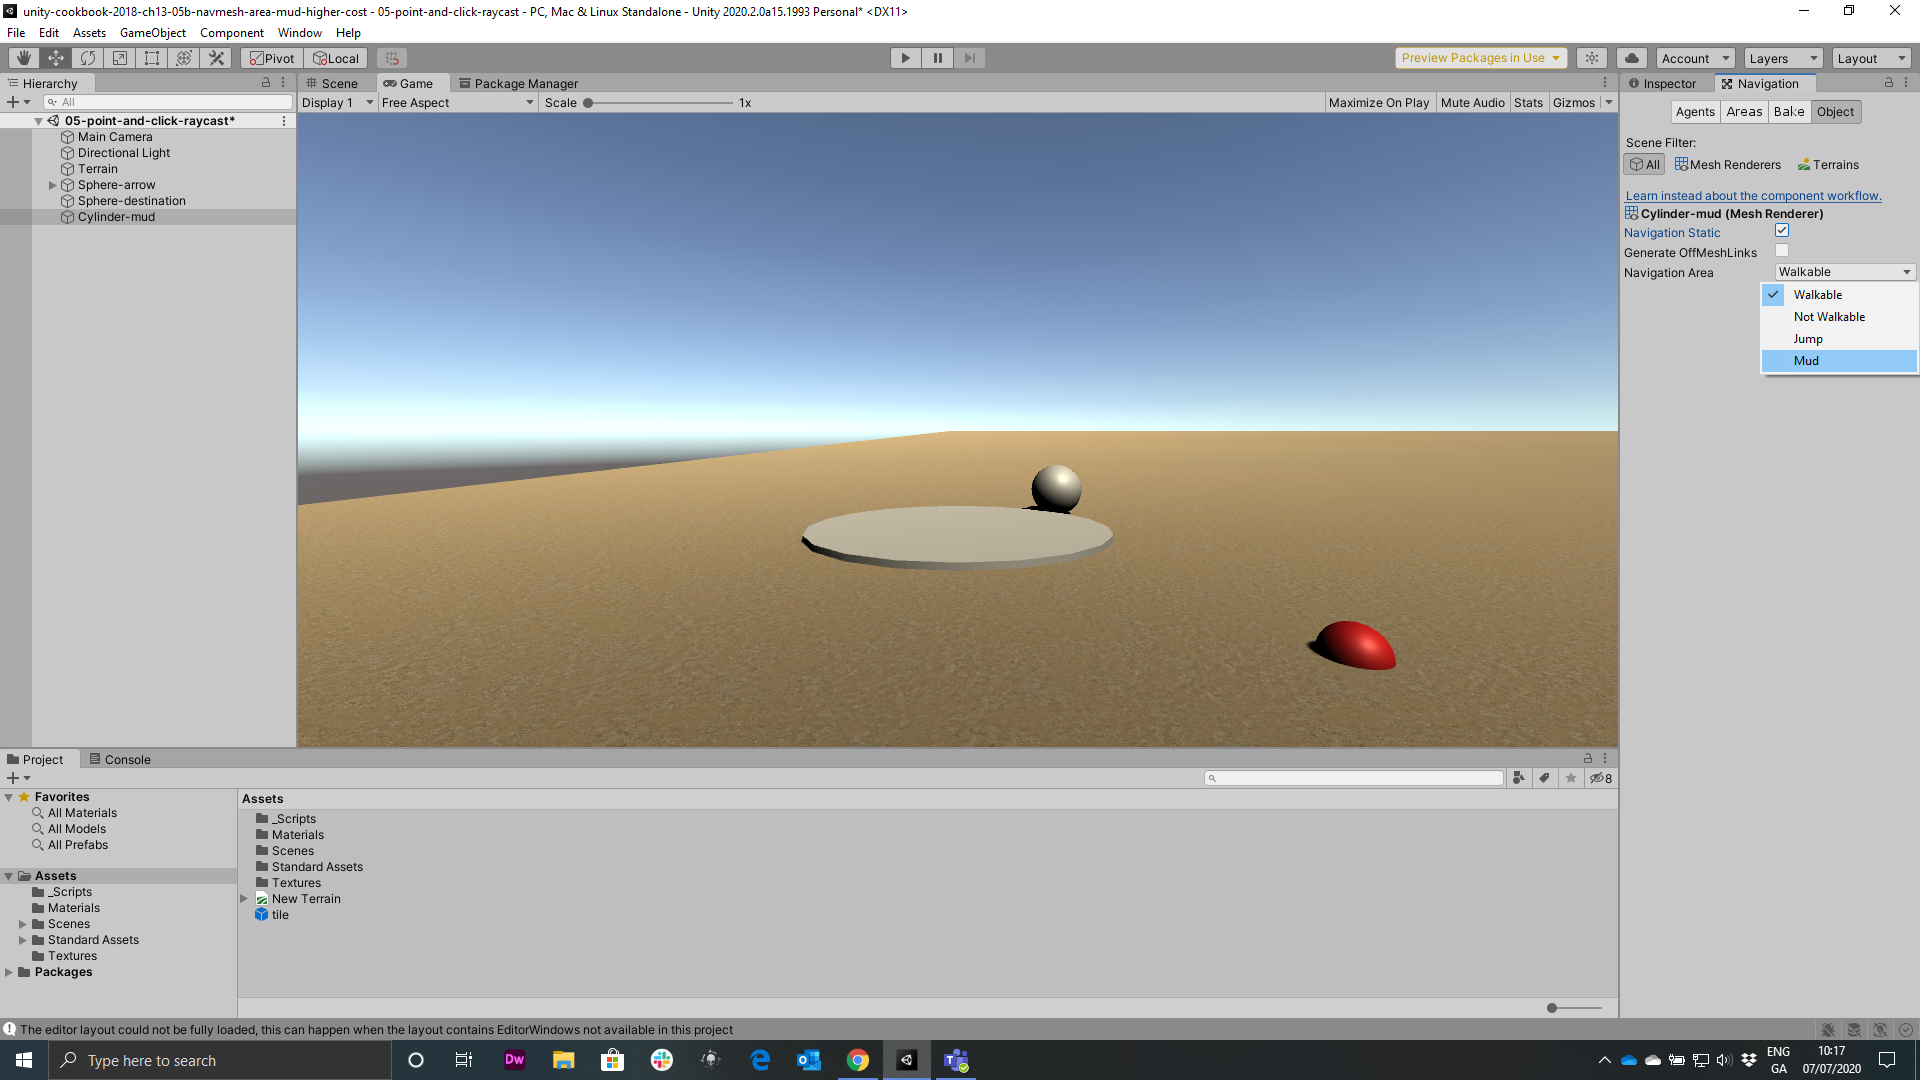 unity-cookbook-2018-ch13-05b-navmesh-area-mud-higher-cost - 05-point-and-click-raycast - PC, Mac & Linux Standalone - Unity 2020.2.0a15.1993 Personal* <DX11>
File Edit Assets GameObject Component Window Help
Pivot Local Preview Packages in Use Account Layers Layout
Hierarchy Scene Game Package Manager Inspector Navigation
All Display 1 Free Aspect Scale 1x Maximize On Play Mute Audio Stats Gizmos
Agents Areas Bake Object
05-point-and-click-raycast*
Main Camera
Directional Light
Terrain
Sphere-arrow
Sphere-destination
Cylinder-mud
Scene Filter:
All Mesh Renderers Terrains
Learn instead about the component workflow.
Cylinder-mud (Mesh Renderer)
Navigation Static
Generate OffMeshLinks
Navigation Area Walkable
Walkable
Not Walkable
Jump
Mud
Project Console
8
Favorites
All Materials
All Models
All Prefabs
Assets
_Scripts
Materials
Scenes
Standard Assets
Textures
Packages
Assets
_Scripts
Materials
Scenes
Standard Assets
Textures
New Terrain
tile
The editor layout could not be fully loaded, this can happen when the layout contains EditorWindows not available in this project
Type here to search
Dw
ENG
GA
10:17
07/07/2020